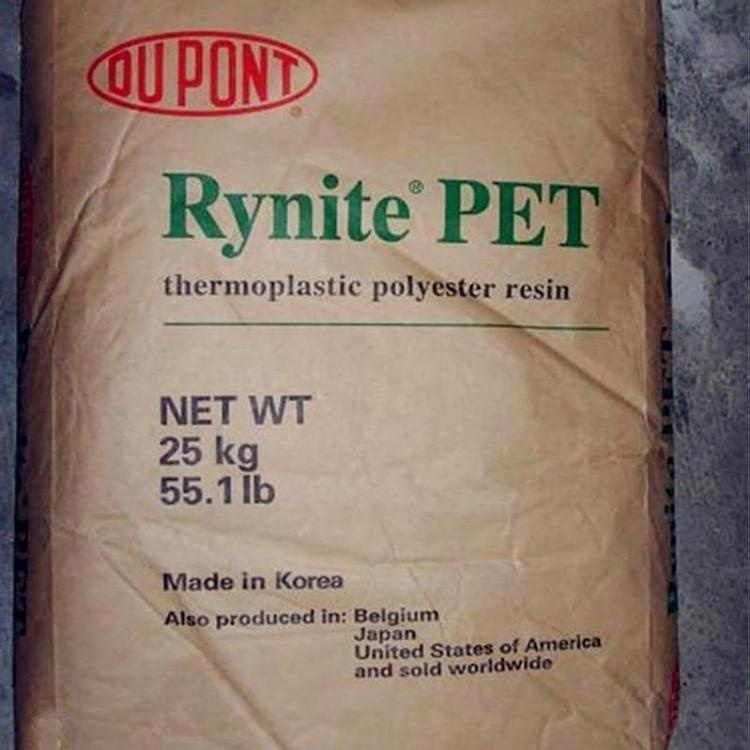 DU PONT
®
Rynite® PET
thermoplastic polyester resin
NET WT
25 kg
55.1 lb
Made in Korea
Also produced in: Belgium
Japan
United States of America
and sold worldwide